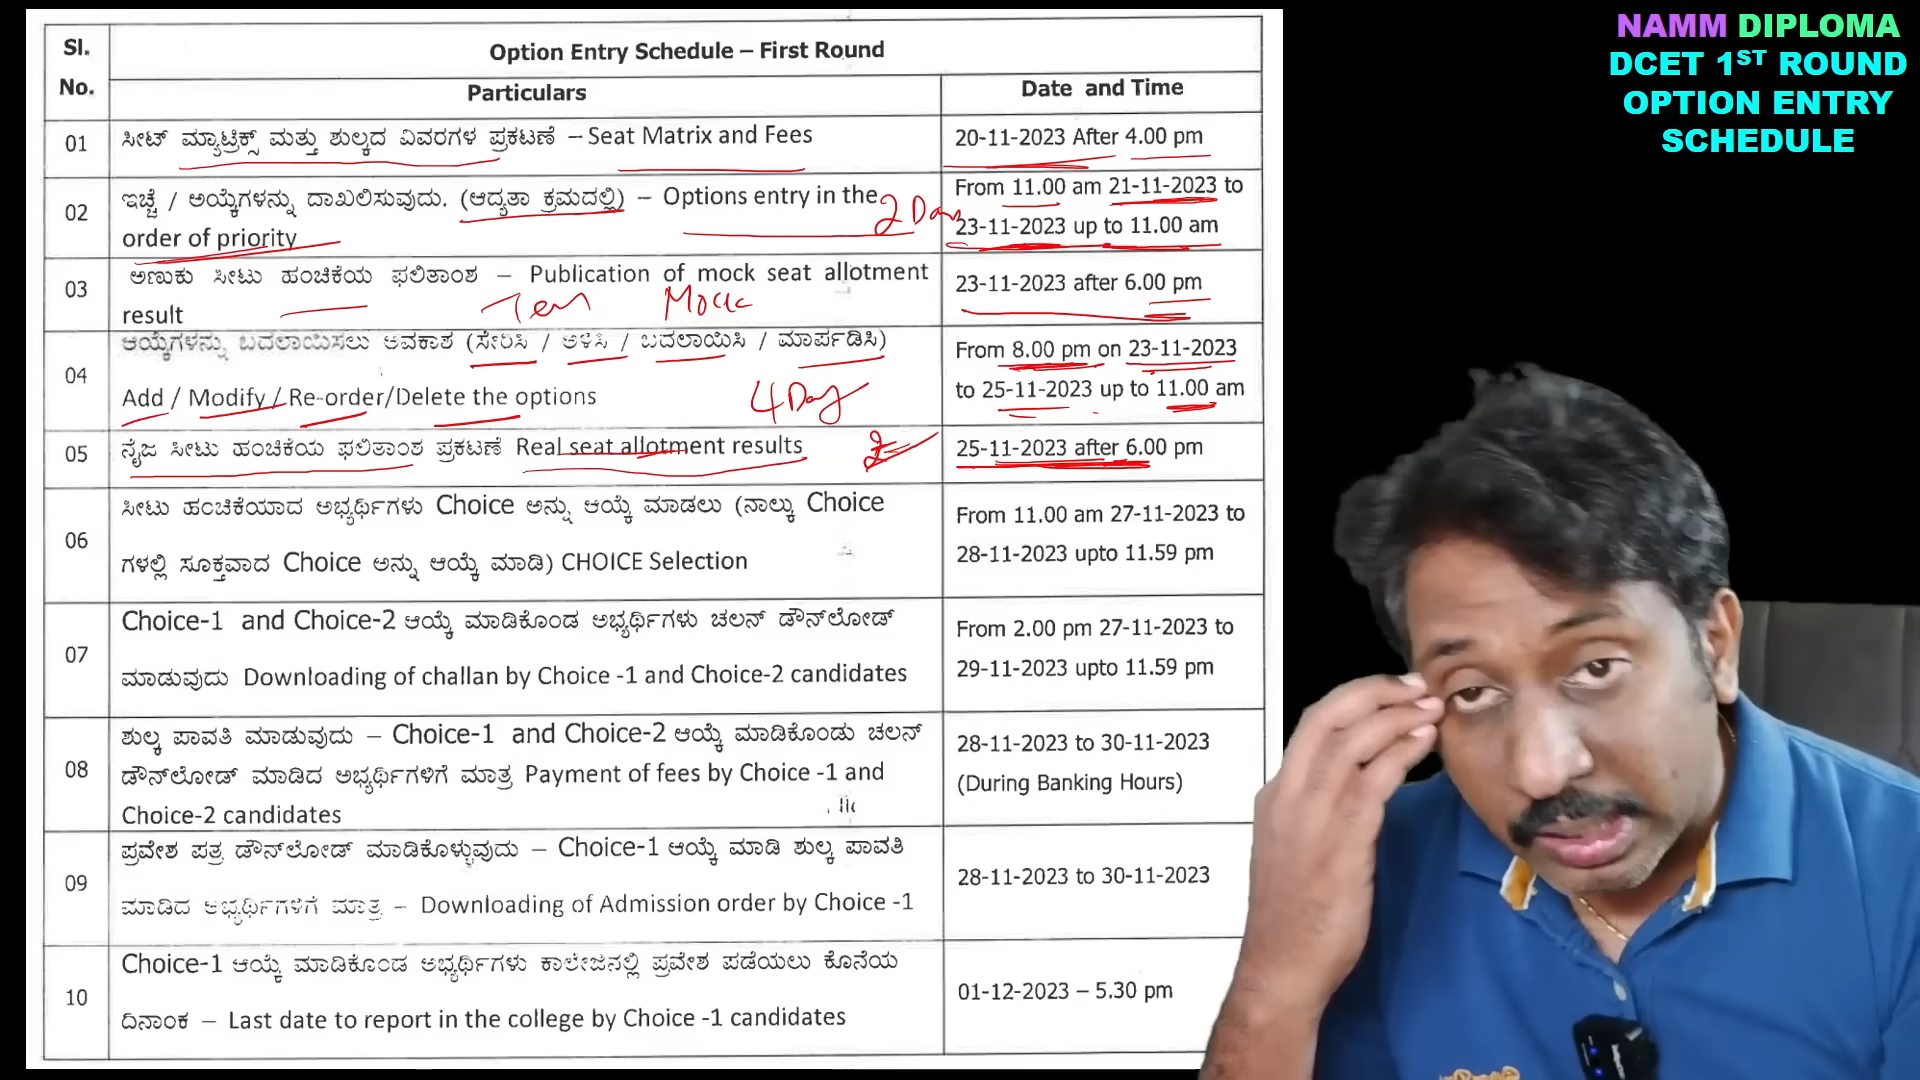 Sl.
No.
Option Entry Schedule – First Round
Particulars
Date and Time
01
ಸೀಟ್ ಮ್ಯಾಟ್ರಿಕ್ಸ್ ಮತ್ತು ಶುಲ್ಕದ ವಿವರಗಳ ಪ್ರಕಟಣೆ – Seat Matrix and Fees
20-11-2023 After 4.00 pm
02
ಇಚ್ಛೆ / ಆಯ್ಕೆಗಳನ್ನು ದಾಖಲಿಸುವುದು. (ಆದ್ಯತಾ ಕ್ರಮದಲ್ಲಿ) – Options entry in the
order of priority
2 Days
From 11.00 am 21-11-2023 to
23-11-2023 up to 11.00 am
03
ಅಣುಕು ಸೀಟು ಹಂಚಿಕೆಯ ಫಲಿತಾಂಶ – Publication of mock seat allotment
result
Mock
23-11-2023 after 6.00 pm
04
ಆಯ್ಕೆಗಳನ್ನು ಬದಲಾಯಿಸಲು ಅವಕಾಶ (ಸೇರಿಸಿ / ಅಳಿಸಿ / ಬದಲಾಯಿಸಿ / ಮಾರ್ಪಡಿಸಿ)
Add / Modify / Re-order/Delete the options
4 Day
From 8.00 pm on 23-11-2023
to 25-11-2023 up to 11.00 am
05
ನೈಜ ಸೀಟು ಹಂಚಿಕೆಯ ಫಲಿತಾಂಶ ಪ್ರಕಟಣೆ Real seat allotment results
25-11-2023 after 6.00 pm
06
ಸೀಟು ಹಂಚಿಕೆಯಾದ ಅಭ್ಯರ್ಥಿಗಳು Choice ಅನ್ನು ಆಯ್ಕೆ ಮಾಡಲು (ನಾಲ್ಕು Choice
ಗಳಲ್ಲಿ ಸೂಕ್ತವಾದ Choice ಅನ್ನು ಆಯ್ಕೆ ಮಾಡಿ) CHOICE Selection
From 11.00 am 27-11-2023 to
28-11-2023 upto 11.59 pm
07
Choice-1 and Choice-2 ಆಯ್ಕೆ ಮಾಡಿಕೊಂಡ ಅಭ್ಯರ್ಥಿಗಳು ಚಲನ್ ಡೌನ್‌ಲೋಡ್
ಮಾಡುವುದು Downloading of challan by Choice -1 and Choice-2 candidates
From 2.00 pm 27-11-2023 to
29-11-2023 upto 11.59 pm
08
ಶುಲ್ಕ ಪಾವತಿ ಮಾಡುವುದು – Choice-1 and Choice-2 ಆಯ್ಕೆ ಮಾಡಿಕೊಂಡು ಚಲನ್
ಡೌನ್‌ಲೋಡ್ ಮಾಡಿದ ಅಭ್ಯರ್ಥಿಗಳಿಗೆ ಮಾತ್ರ Payment of fees by Choice -1 and
Choice-2 candidates
28-11-2023 to 30-11-2023
(During Banking Hours)
09
ಪ್ರವೇಶ ಪತ್ರ ಡೌನ್‌ಲೋಡ್ ಮಾಡಿಕೊಳ್ಳುವುದು – Choice-1 ಆಯ್ಕೆ ಮಾಡಿ ಶುಲ್ಕ ಪಾವತಿ
ಮಾಡಿದ ಅಭ್ಯರ್ಥಿಗಳಿಗೆ ಮಾತ್ರ – Downloading of Admission order by Choice -1
28-11-2023 to 30-11-2023
10
Choice-1 ಆಯ್ಕೆ ಮಾಡಿಕೊಂಡ ಅಭ್ಯರ್ಥಿಗಳು ಕಾಲೇಜಿನಲ್ಲಿ ಪ್ರವೇಶ ಪಡೆಯಲು ಕೊನೆಯ
ದಿನಾಂಕ – Last date to report in the college by Choice -1 candidates
01-12-2023 – 5.30 pm
NAMM DIPLOMA
DCET 1ST ROUND
OPTION ENTRY
SCHEDULE